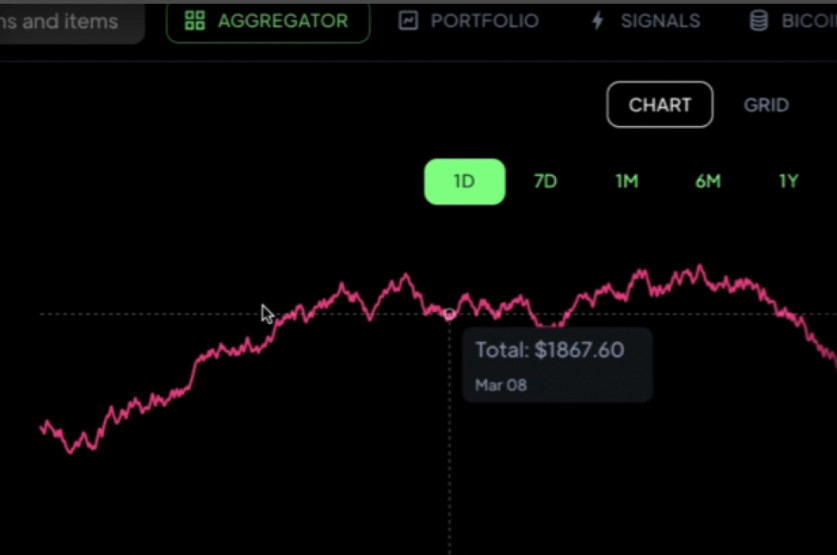 ns and items
AGGREGATOR
PORTFOLIO
SIGNALS
BICOI
CHART
GRID
1D
7D
1M
6M
1Y
Total: $1867.60
Mar 08